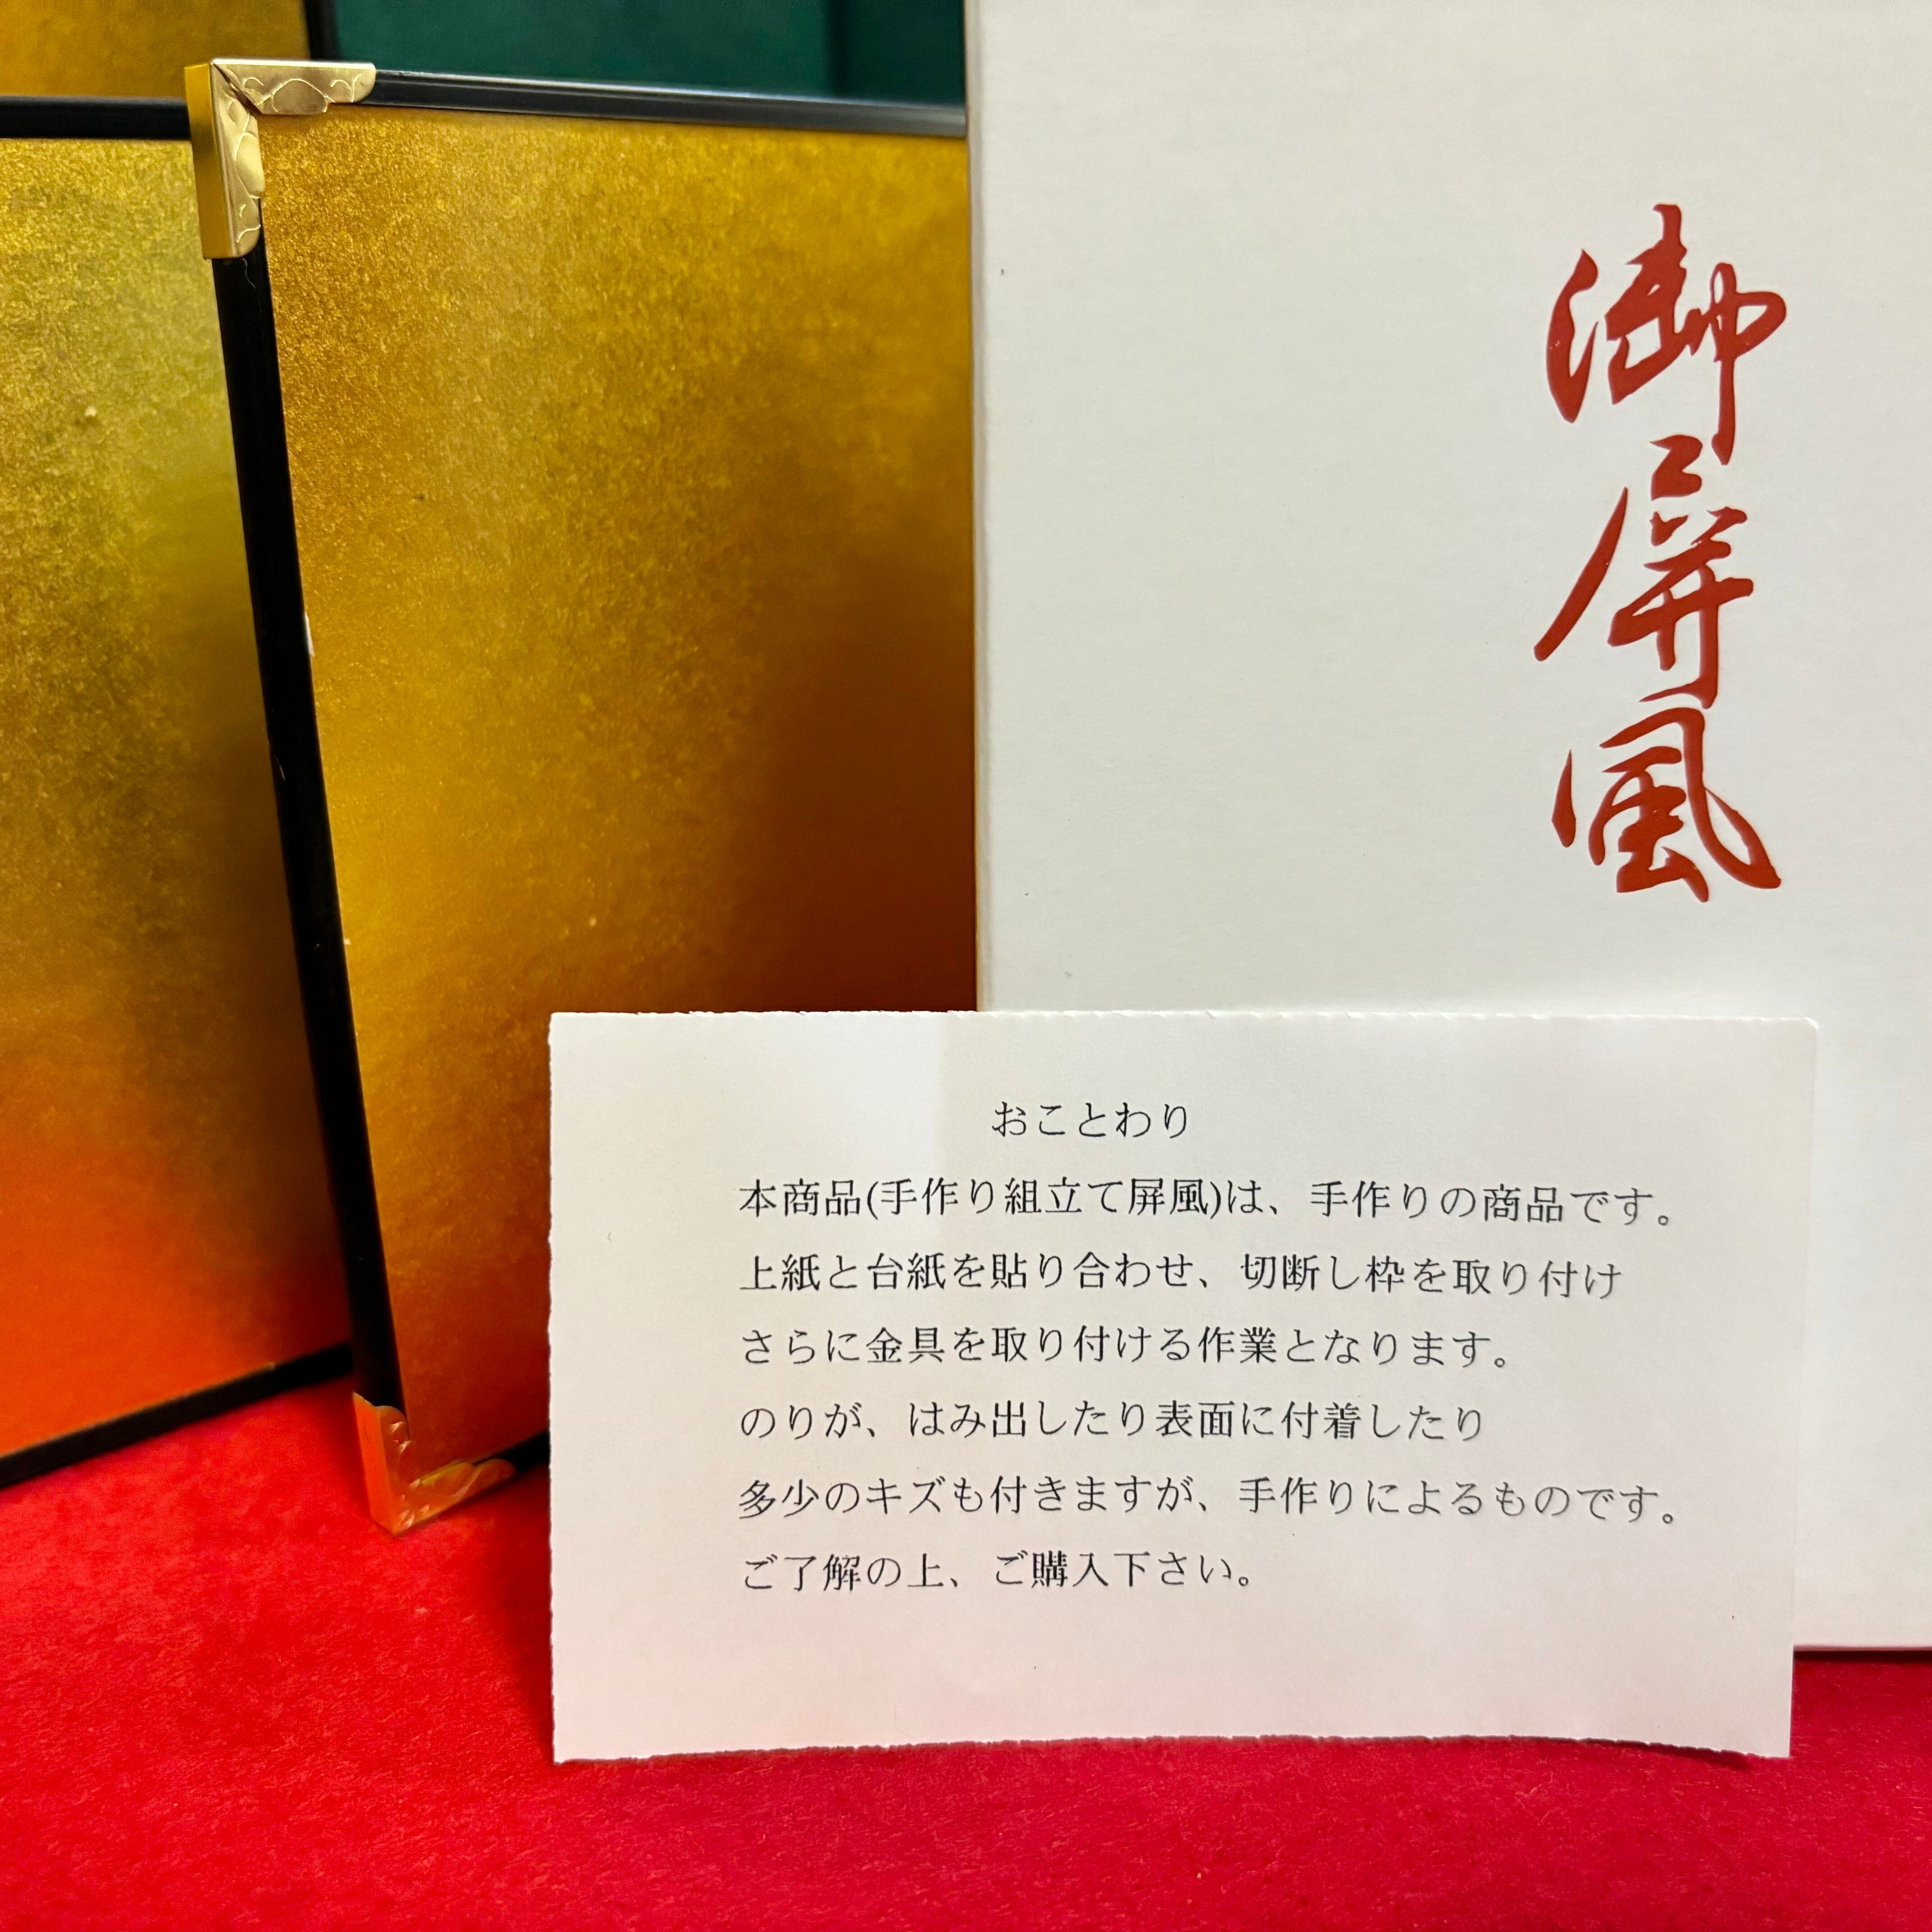 御屏風
おことわり
本商品(手作り組立て屏風)は、手作りの商品です。
上紙と台紙を貼り合わせ、切断し枠を取り付け
さらに金具を取り付ける作業となります。
のりが、はみ出したり表面に付着したり
多少のキズも付きますが、手作りによるものです。
ご了解の上、ご購入下さい。